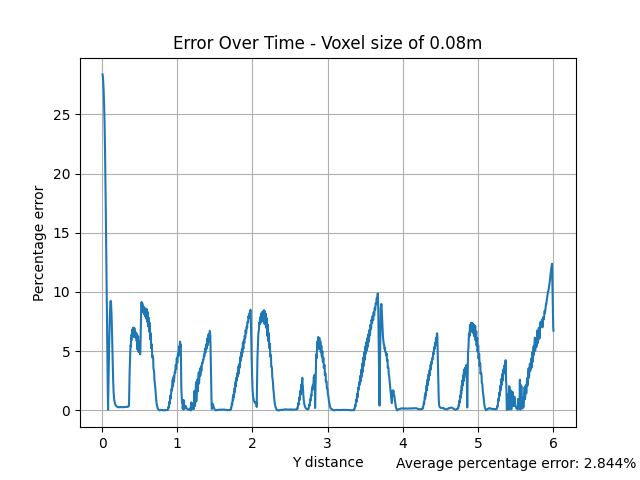 Error Over Time - Voxel size of 0.08m
Percentage error
25
20
15
10
5
0
0 1 2 3 4 5 6
Y distance
Average percentage error: 2.844%